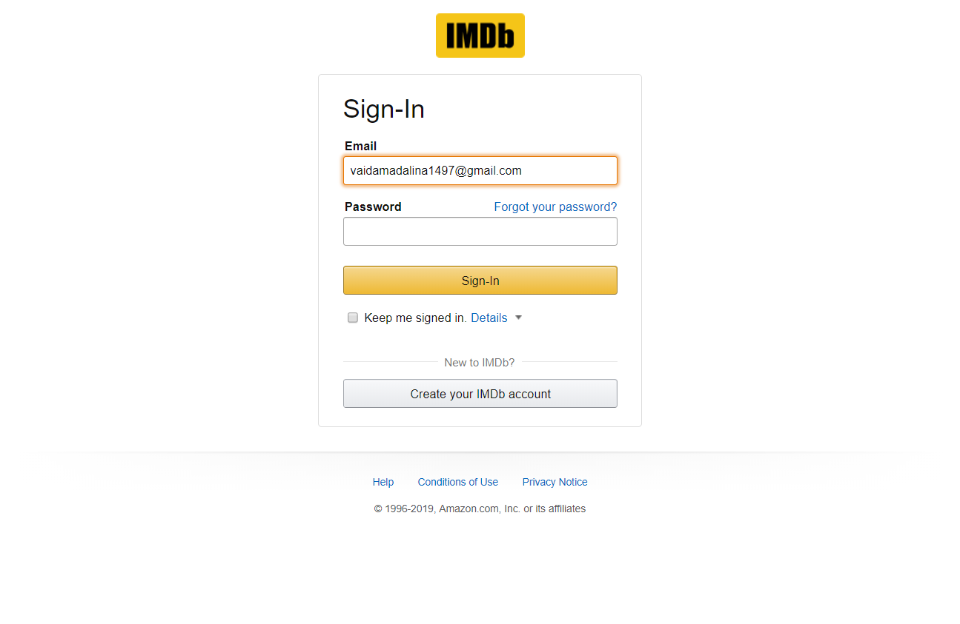 IMDb
Sign-In
Email
vaidamadalina1497@gmail.com
Password Forgot your password?
Sign-In
Keep me signed in. Details
New to IMDb?
Create your IMDb account
Help Conditions of Use Privacy Notice
© 1996-2019, Amazon.com, Inc. or its affiliates